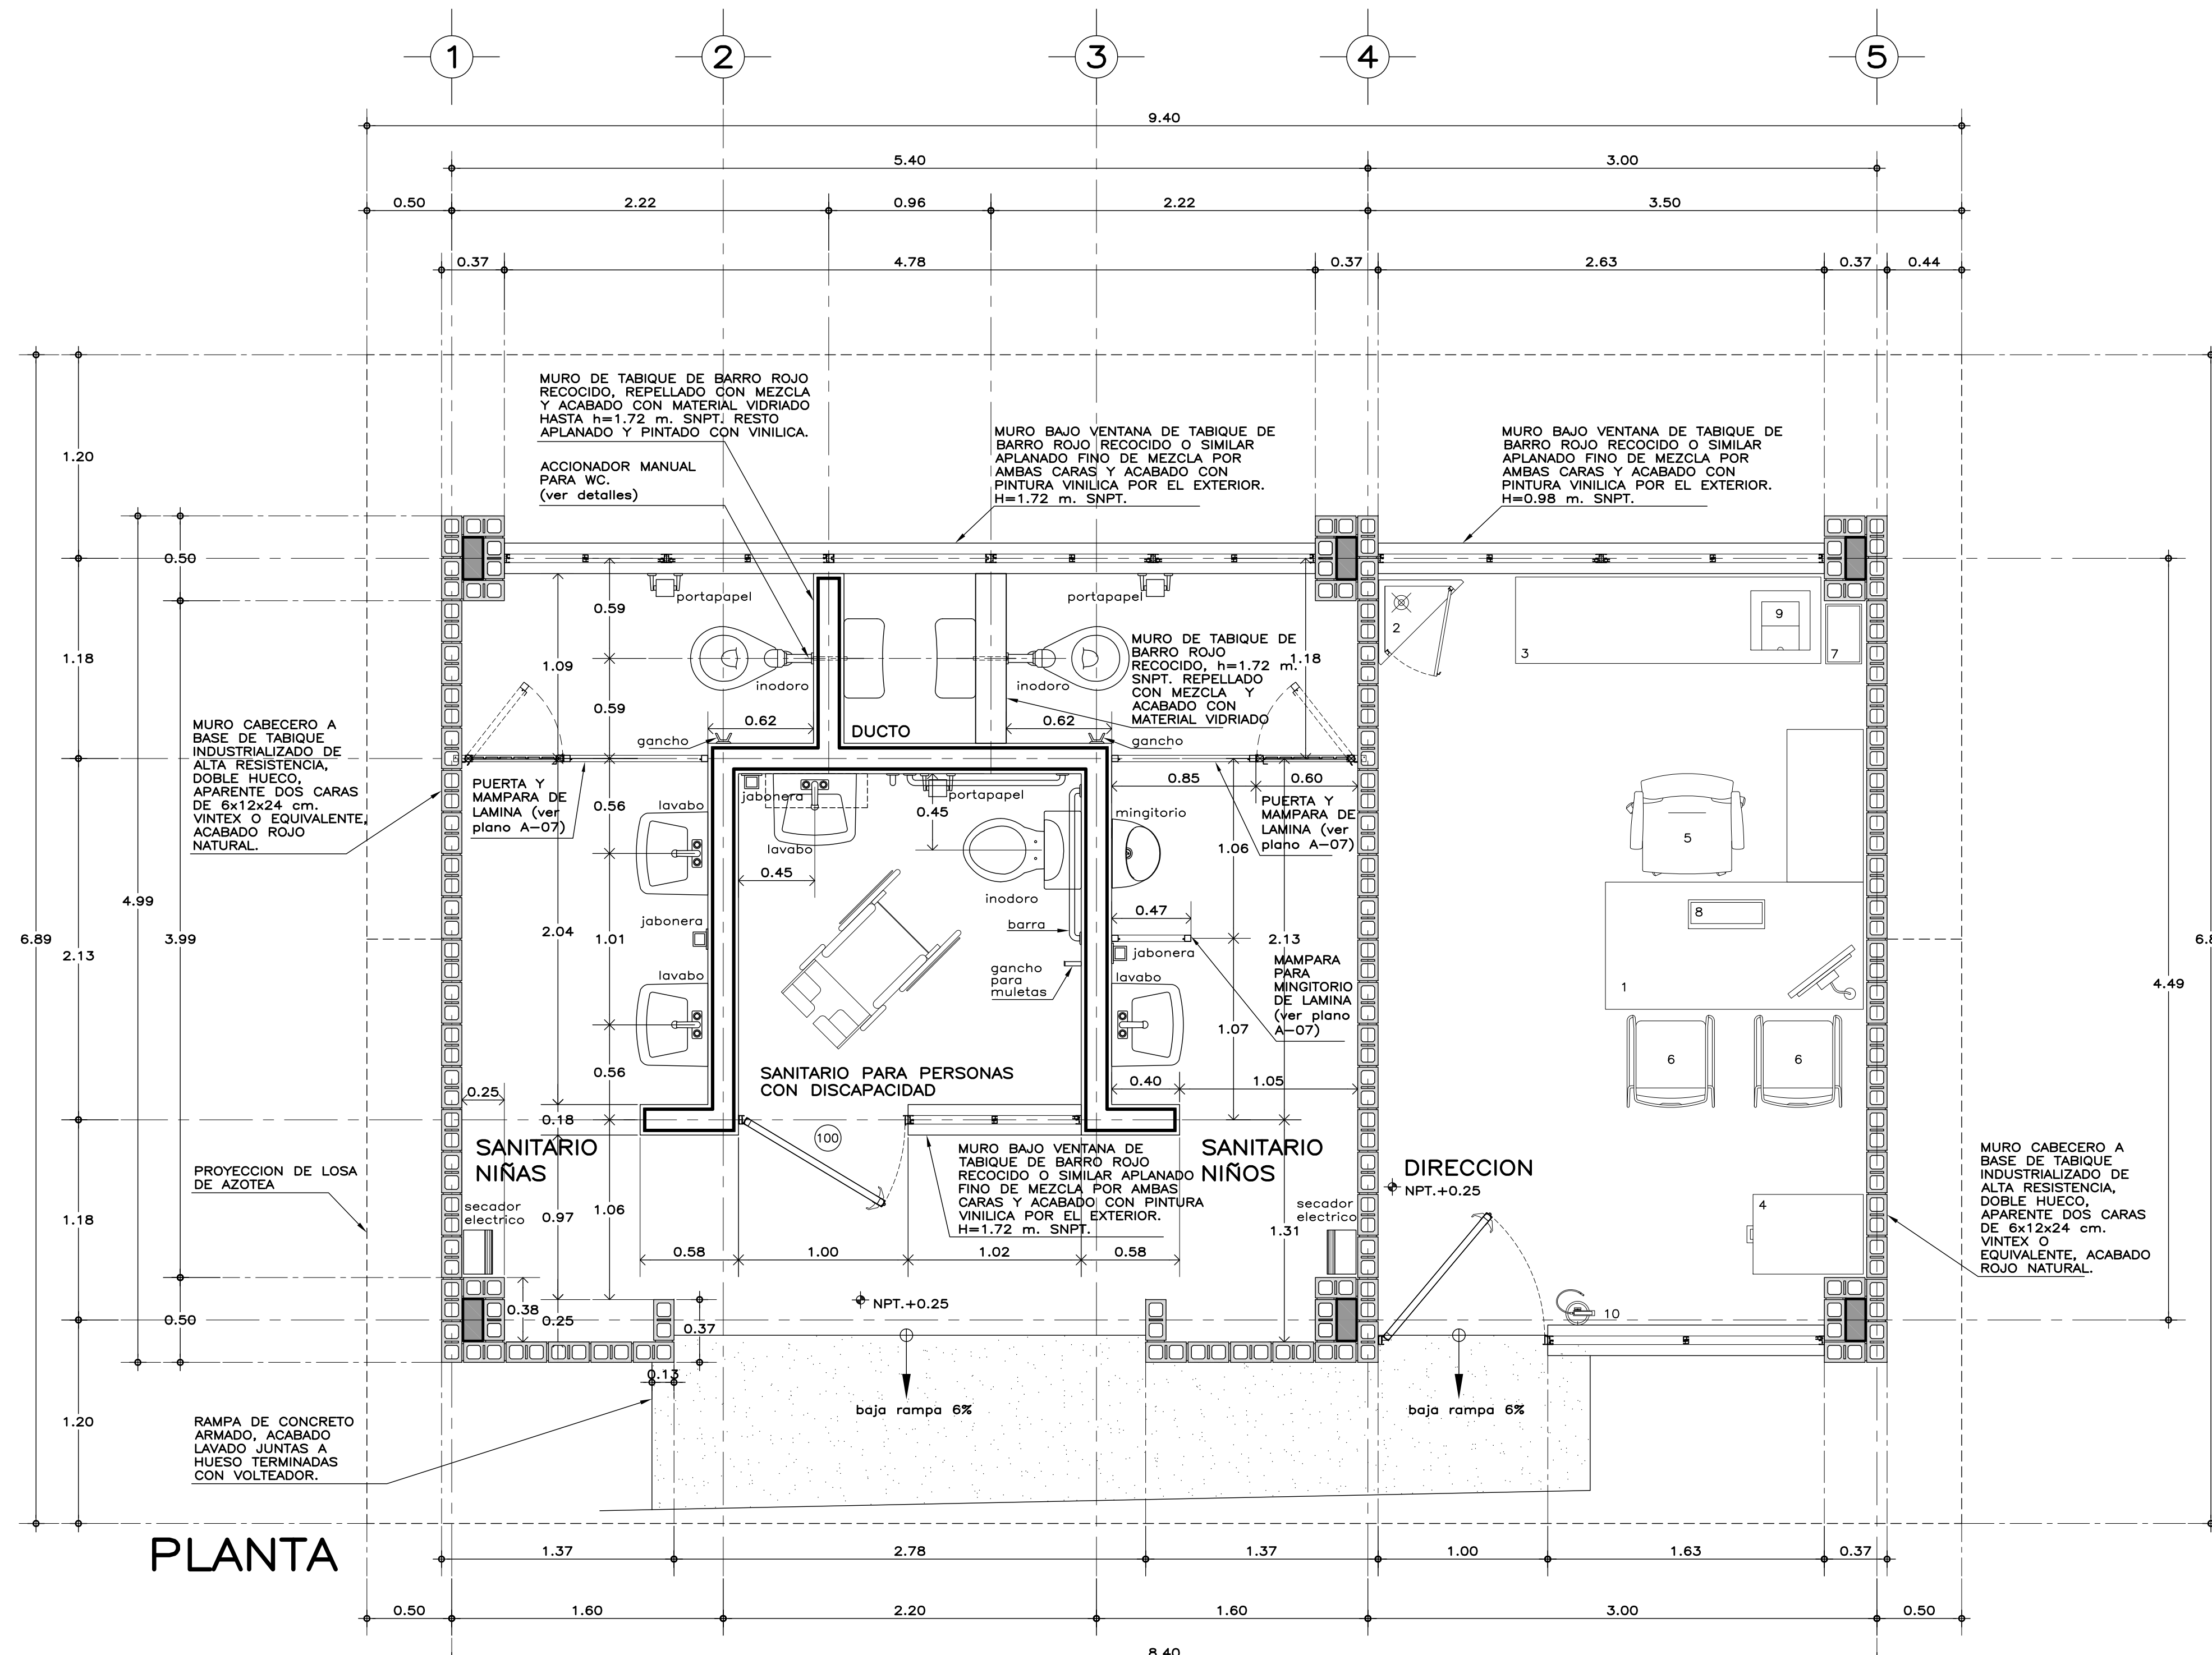 1
2
3
4
5
9.40
5.40
3.00
0.50
2.22
0.96
2.22
3.50
0.37
4.78
0.37
2.63
0.37
0.44
MURO DE TABIQUE DE BARRO ROJO
RECOCIDO, REPELLADO CON MEZCLA
Y ACABADO CON MATERIAL VIDRIADO
HASTA h=1.72 m. SNPT. RESTO
APLANADO Y PINTADO CON VINILICA.
ACCIONADOR MANUAL
PARA WC.
(ver detalles)
MURO BAJO VENTANA DE TABIQUE DE
BARRO ROJO RECOCIDO O SIMILAR
APLANADO FINO DE MEZCLA POR
AMBAS CARAS Y ACABADO CON
PINTURA VINILICA POR EL EXTERIOR.
H=1.72 m. SNPT.
MURO BAJO VENTANA DE TABIQUE DE
BARRO ROJO RECOCIDO O SIMILAR
APLANADO FINO DE MEZCLA POR
AMBAS CARAS Y ACABADO CON
PINTURA VINILICA POR EL EXTERIOR.
H=0.98 m. SNPT.
1.20
0.50
1.18
4.99
6.89
2.13
3.99
1.18
0.50
1.20
MURO CABECERO A
BASE DE TABIQUE
INDUSTRIALIZADO DE
ALTA RESISTENCIA,
DOBLE HUECO,
APARENTE DOS CARAS
DE 6x12x24 cm.
VINTEX O EQUIVALENTE,
ACABADO ROJO
NATURAL.
PROYECCION DE LOSA
DE AZOTEA
RAMPA DE CONCRETO
ARMADO, ACABADO
LAVADO JUNTAS A
HUESO TERMINADAS
CON VOLTEADOR.
portapapel
0.59
1.09
inodoro
0.59
0.62
gancho
DUCTO
portapapel
inodoro
MURO DE TABIQUE DE
BARRO ROJO
RECOCIDO, h=1.72 m.
SNPT. REPELLADO
CON MEZCLA Y
ACABADO CON
MATERIAL VIDRIADO
1.18
0.62
gancho
PUERTA Y
MAMPARA DE
LAMINA (ver
plano A-07)
0.56
lavabo
jabonera
lavabo
0.45
portapapel
0.45
inodoro
barra
gancho
para
muletas
0.85
0.60
mingitorio
PUERTA Y
MAMPARA DE
LAMINA (ver
plano A-07)
1.06
0.47
2.13
jabonera
lavabo
MAMPARA
PARA
MINGITORIO
DE LAMINA
(ver plano
A-07)
1.07
0.40
1.05
2.04
1.01
jabonera
lavabo
0.56
0.25
0.18
SANITARIO PARA PERSONAS
CON DISCAPACIDAD
100
SANITARIO
NIÑAS
SANITARIO
NIÑOS
MURO BAJO VENTANA DE
TABIQUE DE BARRO ROJO
RECOCIDO O SIMILAR APLANADO
FINO DE MEZCLA POR AMBAS
CARAS Y ACABADO CON PINTURA
VINILICA POR EL EXTERIOR.
H=1.72 m. SNPT.
secador
electrico
0.97
1.06
0.58
1.00
1.02
0.58
secador
electrico
1.31
0.38
0.25
0.37
0.13
NPT.+0.25
baja rampa 6%
baja rampa 6%
DIRECCION
NPT.+0.25
2
3
9
7
5
8
1
6
6
4
10
4.49
6.8
MURO CABECERO A
BASE DE TABIQUE
INDUSTRIALIZADO DE
ALTA RESISTENCIA,
DOBLE HUECO,
APARENTE DOS CARAS
DE 6x12x24 cm.
VINTEX O
EQUIVALENTE, ACABADO
ROJO NATURAL.
PLANTA
1.37
2.78
1.37
1.00
1.63
0.37
0.50
1.60
2.20
1.60
3.00
0.50
8.40